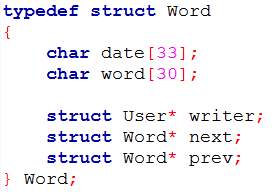 typedef struct Word
{
    char date[33];
    char word[30];

    struct User* writer;
    struct Word* next;
    struct Word* prev;
} Word;